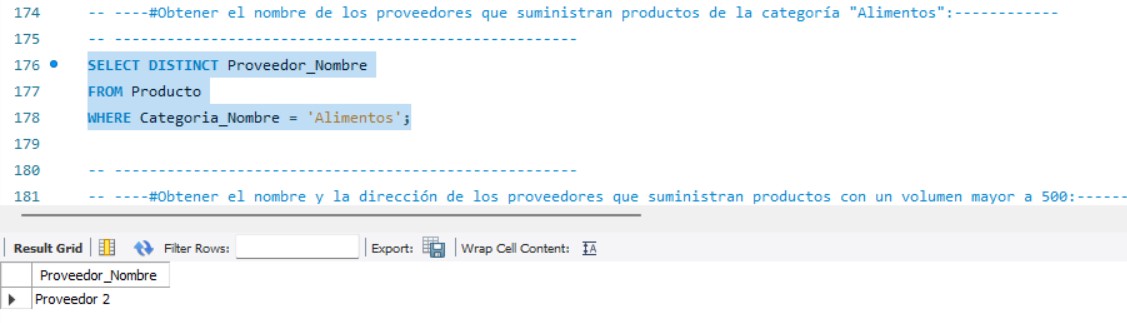 174 -- ----#Obtener el nombre de los proveedores que suministran productos de la categoría "Alimentos":------------
175 -- ------------------------------------------------------
176 SELECT DISTINCT Proveedor_Nombre
177 FROM Producto
178 WHERE Categoria_Nombre = 'Alimentos';
179
180 -- ------------------------------------------------------
181 -- ----#Obtener el nombre y la dirección de los proveedores que suministran productos con un volumen mayor a 500:------
Result Grid Filter Rows: Export: Wrap Cell Content: IA
Proveedor_Nombre
Proveedor 2